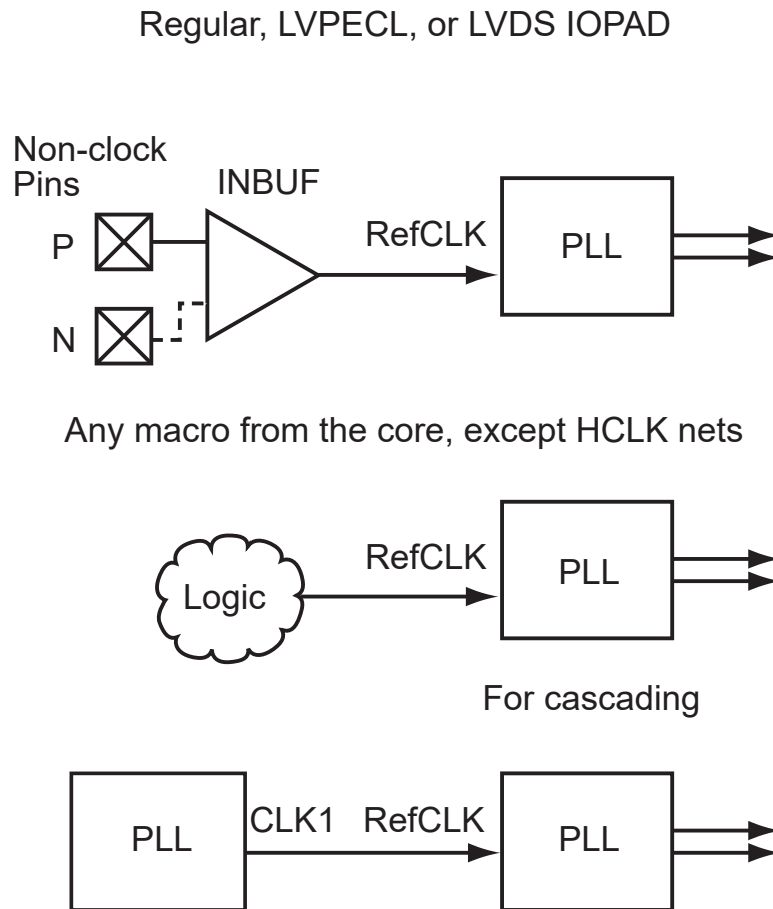 Regular, LVPECL, or LVDS IOPAD
Non-clock
Pins
INBUF
P
RefCLK
PLL
N
Any macro from the core, except HCLK nets
Logic
RefCLK
PLL
For cascading
PLL
CLK1
RefCLK
PLL